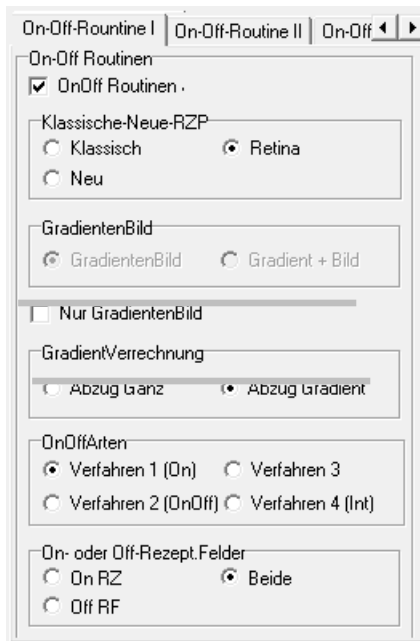 On-Off-Rountine I On-Off-Routine II On-Off
On-Off Routinen
OnOff Routinen .
Klassische-Neue-RZP
Klassisch Retina
Neu
GradientenBild
GradientenBild Gradient + Bild
Nur GradientenBild
GradientVerrechnung
Abzug Ganz Abzug Gradient
OnOffArten
Verfahren 1 (On) Verfahren 3
Verfahren 2 (OnOff) Verfahren 4 (Int)
On- oder Off-Rezept.Felder
On RZ Beide
Off RF